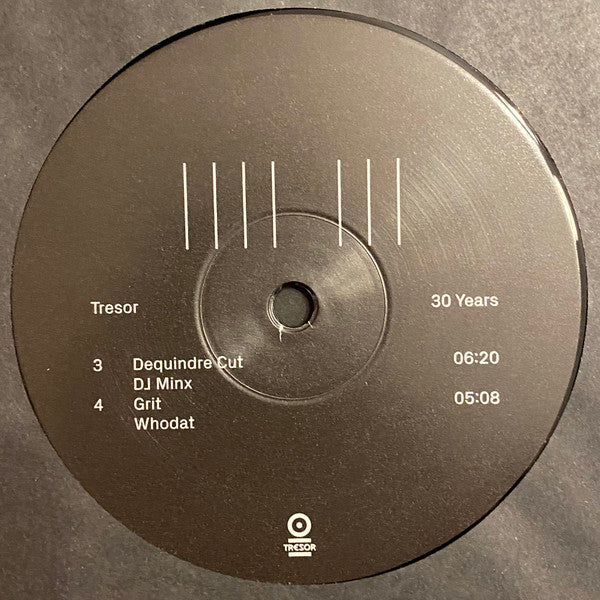 Tresor 30 Years
3 Dequindre Cut 06:20
DJ Minx
4 Grit 05:08
Whodat
TRESOR